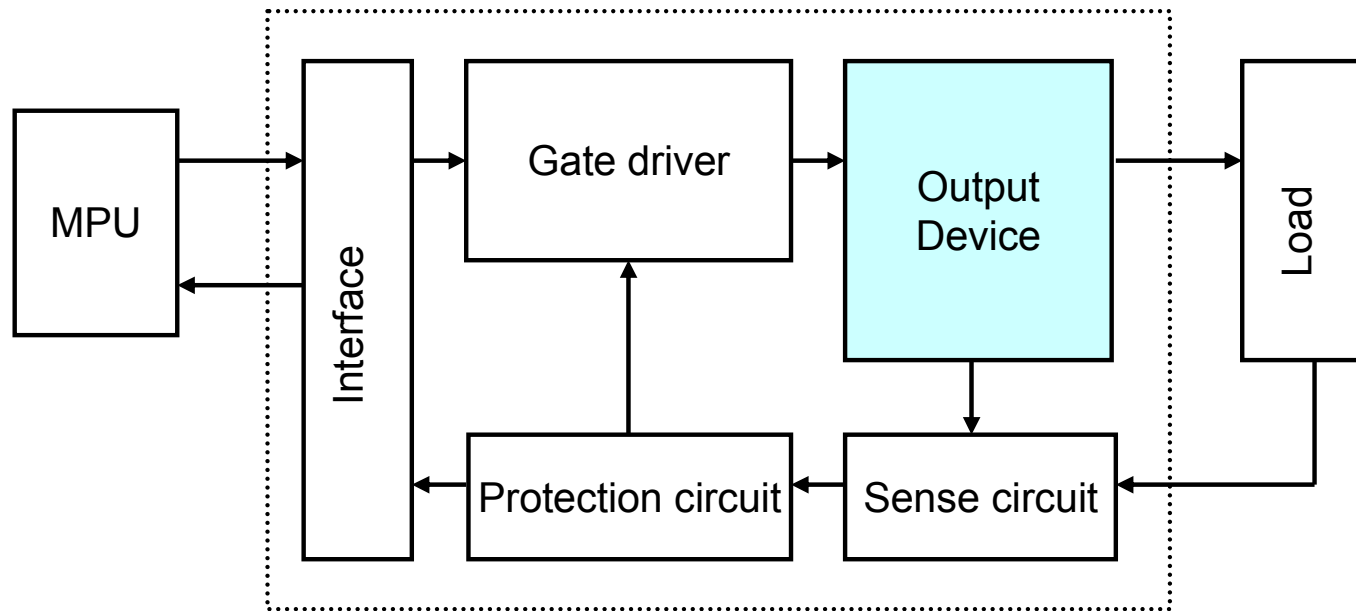 MPU
Interface
Gate driver
Output
Device
Load
Protection circuit
Sense circuit